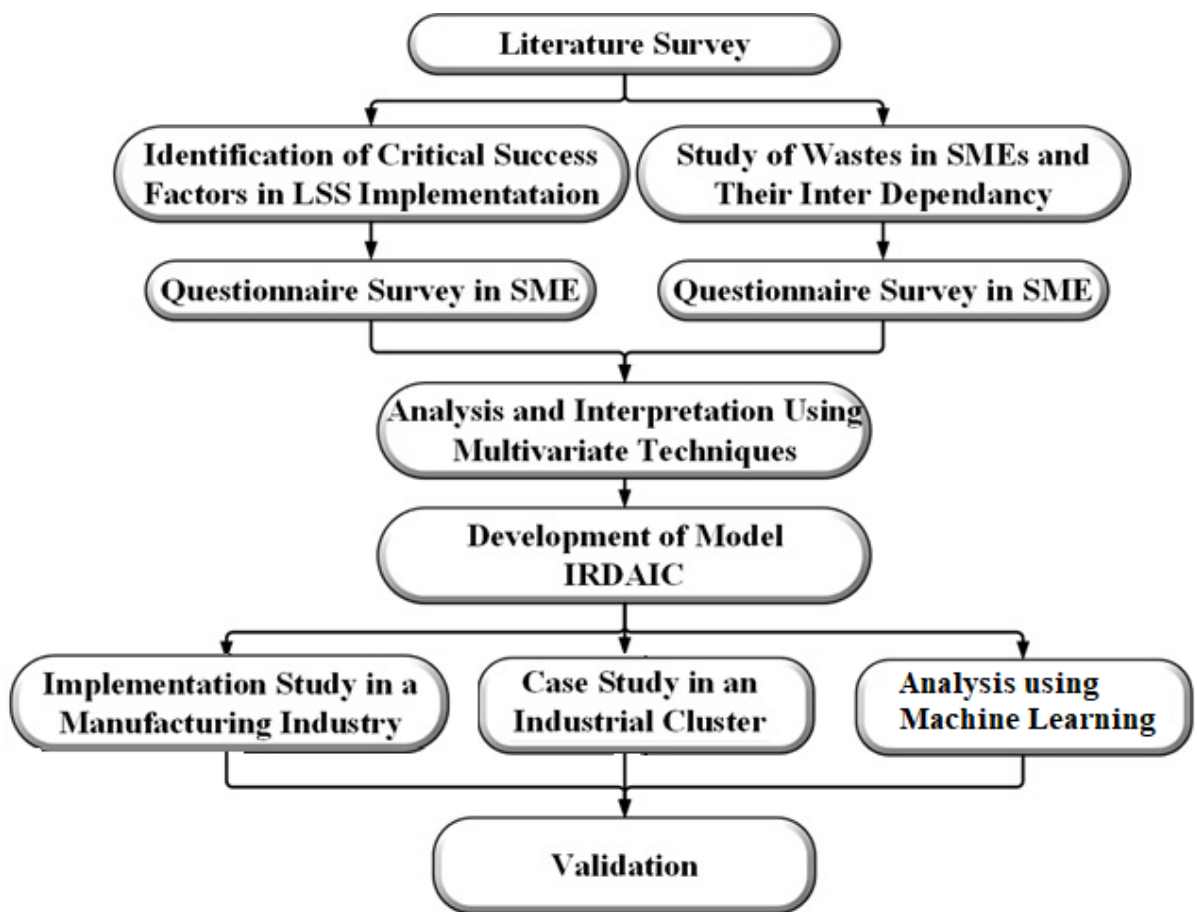 Literature Survey
Identification of Critical Success
Factors in LSS Implementataion
Study of Wastes in SMEs and
Their Inter Dependancy
Questionnaire Survey in SME
Questionnaire Survey in SME
Analysis and Interpretation Using
Multivariate Techniques
Development of Model
IRDAIC
Implementation Study in a
Manufacturing Industry
Case Study in an
Industrial Cluster
Analysis using
Machine Learning
Validation